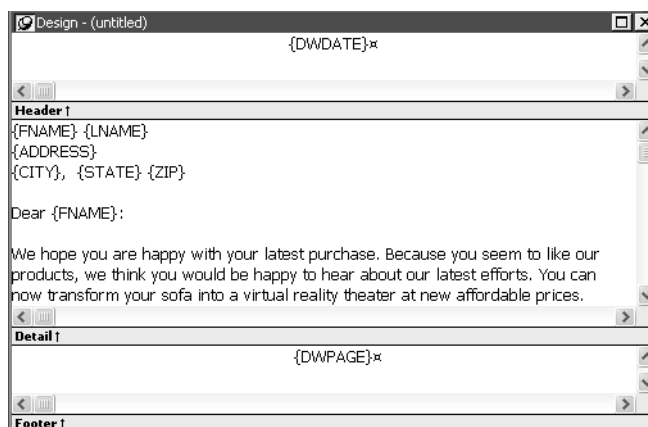 Design - (untitled)
{DWDATE}¤
Header ↑
{FNAME} {LNAME}
{ADDRESS}
{CITY}, {STATE} {ZIP}
Dear {FNAME}:
We hope you are happy with your latest purchase. Because you seem to like our
products, we think you would be happy to hear about our latest efforts. You can
now transform your sofa into a virtual reality theater at new affordable prices.
Detail ↑
{DWPAGE}¤
Footer ↑